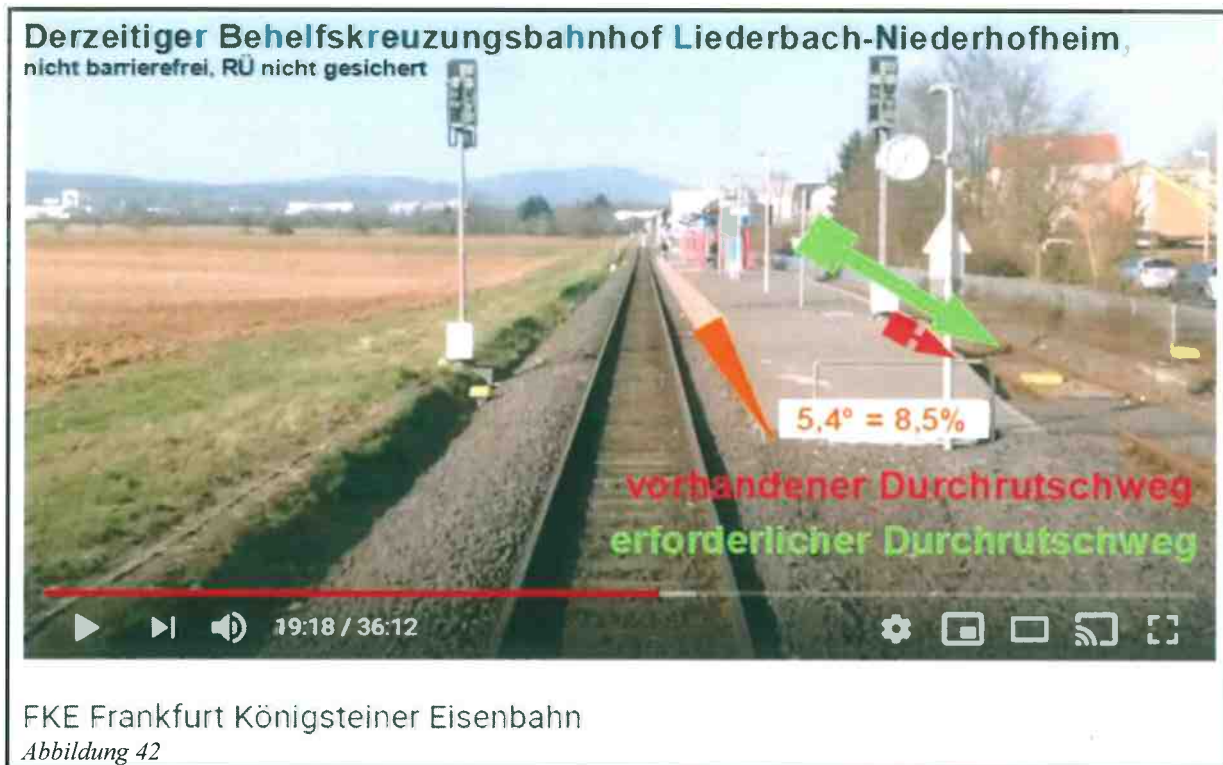 Derzeitiger Behelfskreuzungsbahnhof Liederbach-Niederhofheim,
nicht barrierefrei, RÜ nicht gesichert
5,4° = 8,5%
vorhandener Durchrutschweg
erforderlicher Durchrutschweg
19:18 / 36:12
FKE Frankfurt Königsteiner Eisenbahn
Abbildung 42